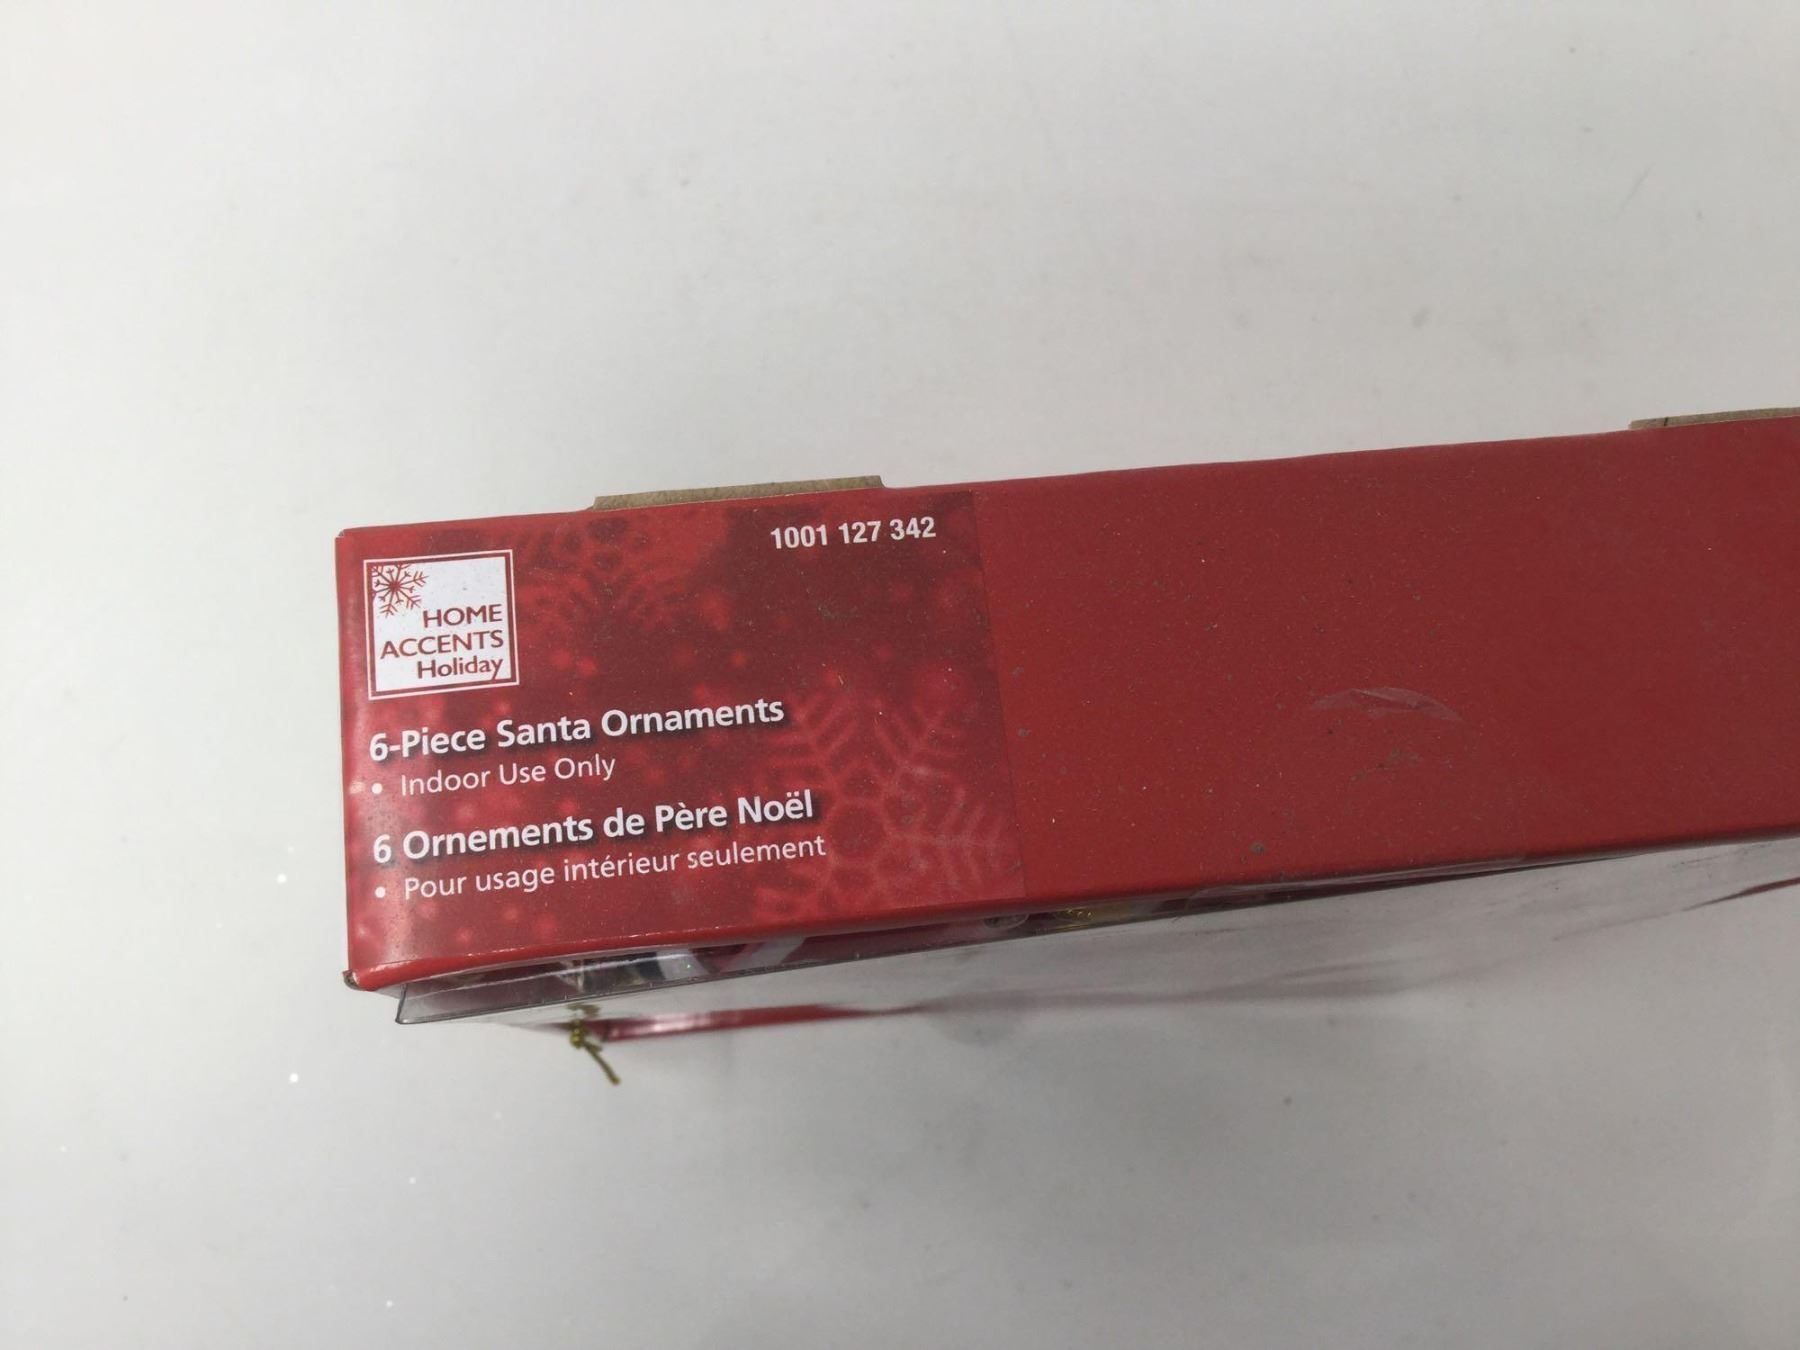 1001 127 342
HOME
ACCENTS
Holiday
6-Piece Santa Ornaments
• Indoor Use Only
6 Ornements de Père Noël
• Pour usage intérieur seulement